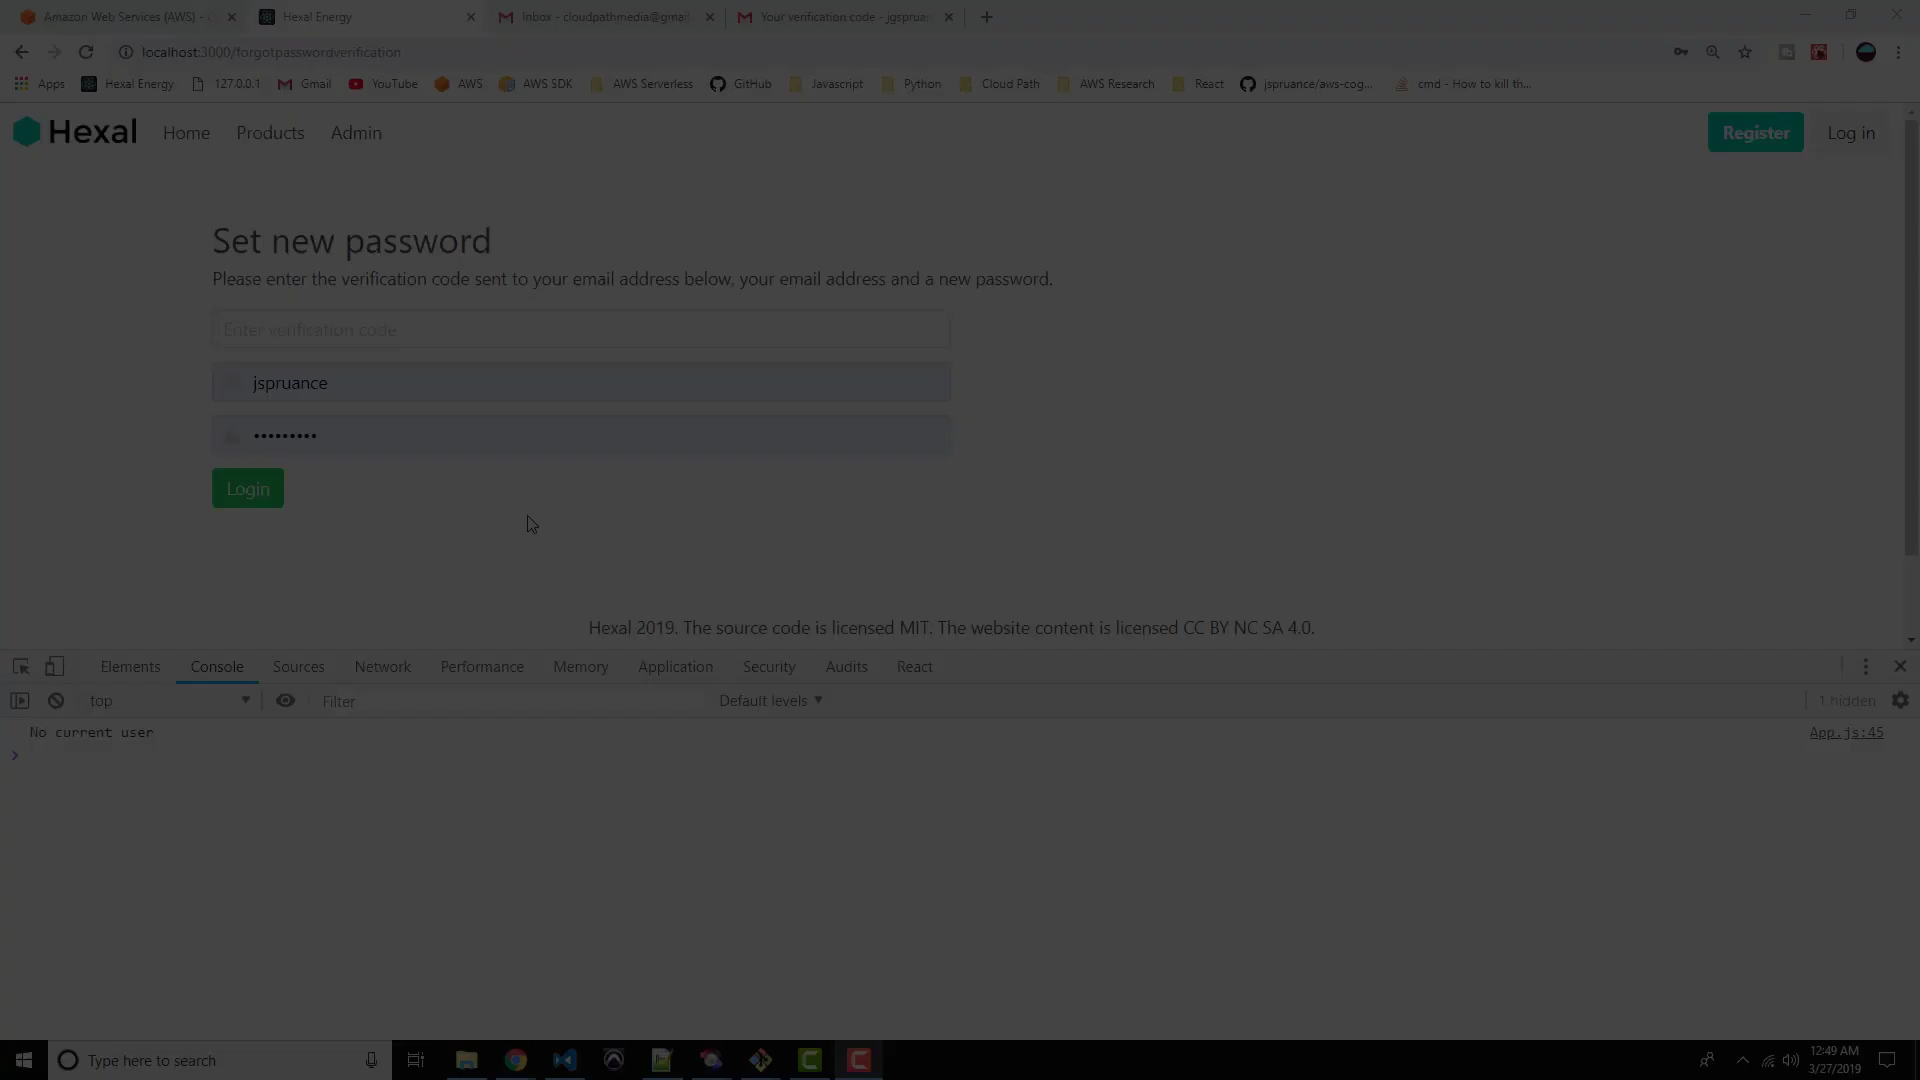 Amazon Web Services (AWS) -
Hexal Energy
Inbox - cloudpathmedia@gmai
Your verification code - jgsprua
localhost:3000/forgotpasswordverification
Apps
Hexal Energy
127.0.0.1
Gmail
YouTube
AWS
AWS SDK
AWS Serverless
GitHub
Javascript
Python
Cloud Path
AWS Research
React
jspruance/aws-cog...
cmd - How to kill th...
Hexal
Home
Products
Admin
Register
Log in
Set new password
Please enter the verification code sent to your email address below, your email address and a new password.
Enter verification code
jspruance
•••••••••
Login
Hexal 2019. The source code is licensed MIT. The website content is licensed CC BY NC SA 4.0.
Elements
Console
Sources
Network
Performance
Memory
Application
Security
Audits
React
top
Filter
Default levels
1 hidden
No current user
App.js:45
Type here to search
12:49 AM
3/27/2019